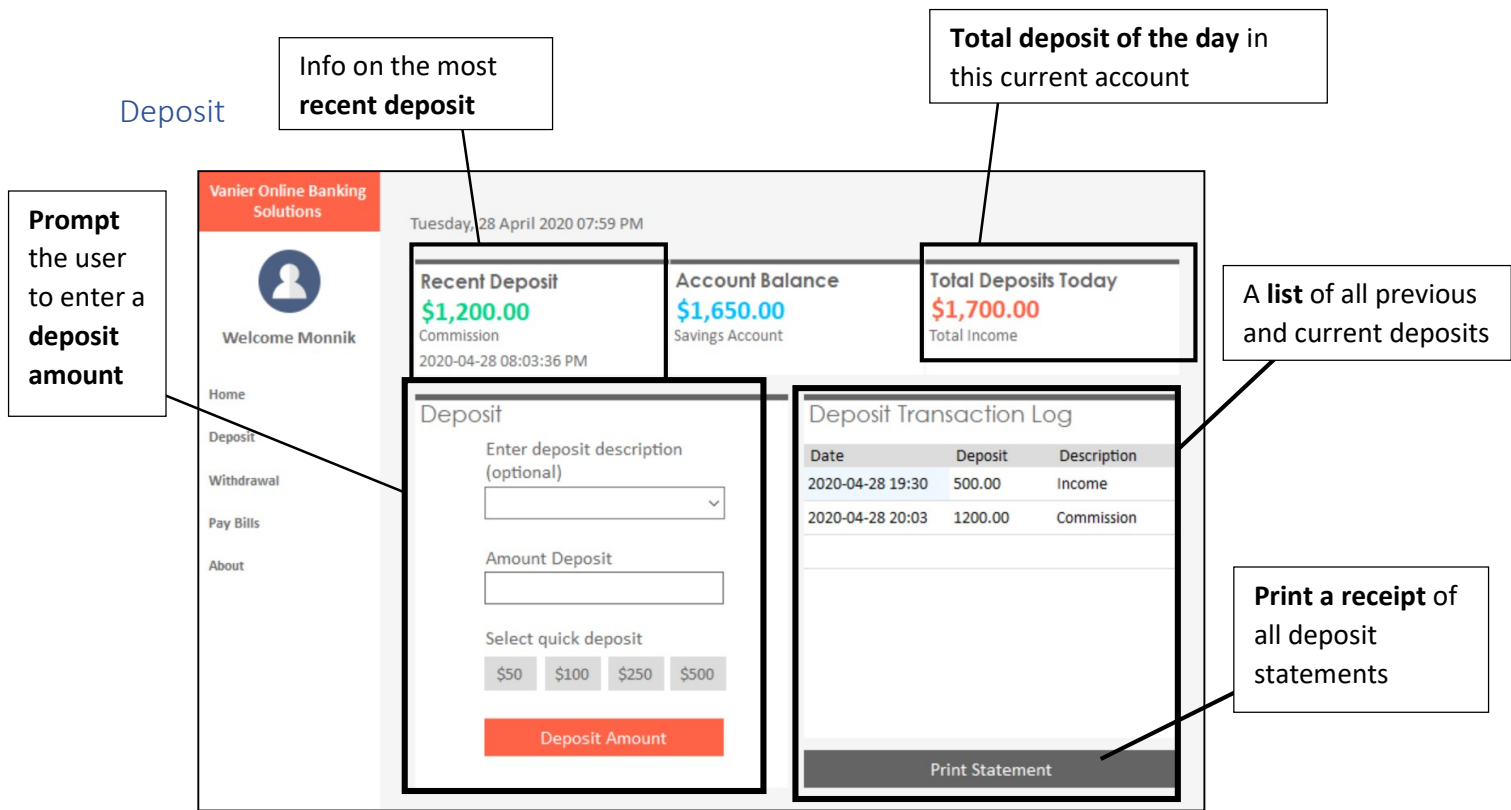 Deposit
Info on the most
recent deposit
Total deposit of the day in
this current account
Prompt
the user
to enter a
deposit
amount
Vanier Online Banking
Solutions
Welcome Monnik
Home
Deposit
Withdrawal
Pay Bills
About
Tuesday, 28 April 2020 07:59 PM
Recent Deposit
$1,200.00
Commission
2020-04-28 08:03:36 PM
Account Balance
$1,650.00
Savings Account
Total Deposits Today
$1,700.00
Total Income
A list of all previous
and current deposits
Deposit
Enter deposit description
(optional)
Amount Deposit
Select quick deposit
$50 $100 $250 $500
Deposit Amount
Deposit Transaction Log
Date Deposit Description
2020-04-28 19:30 500.00 Income
2020-04-28 20:03 1200.00 Commission
Print Statement
Print a receipt of
all deposit
statements